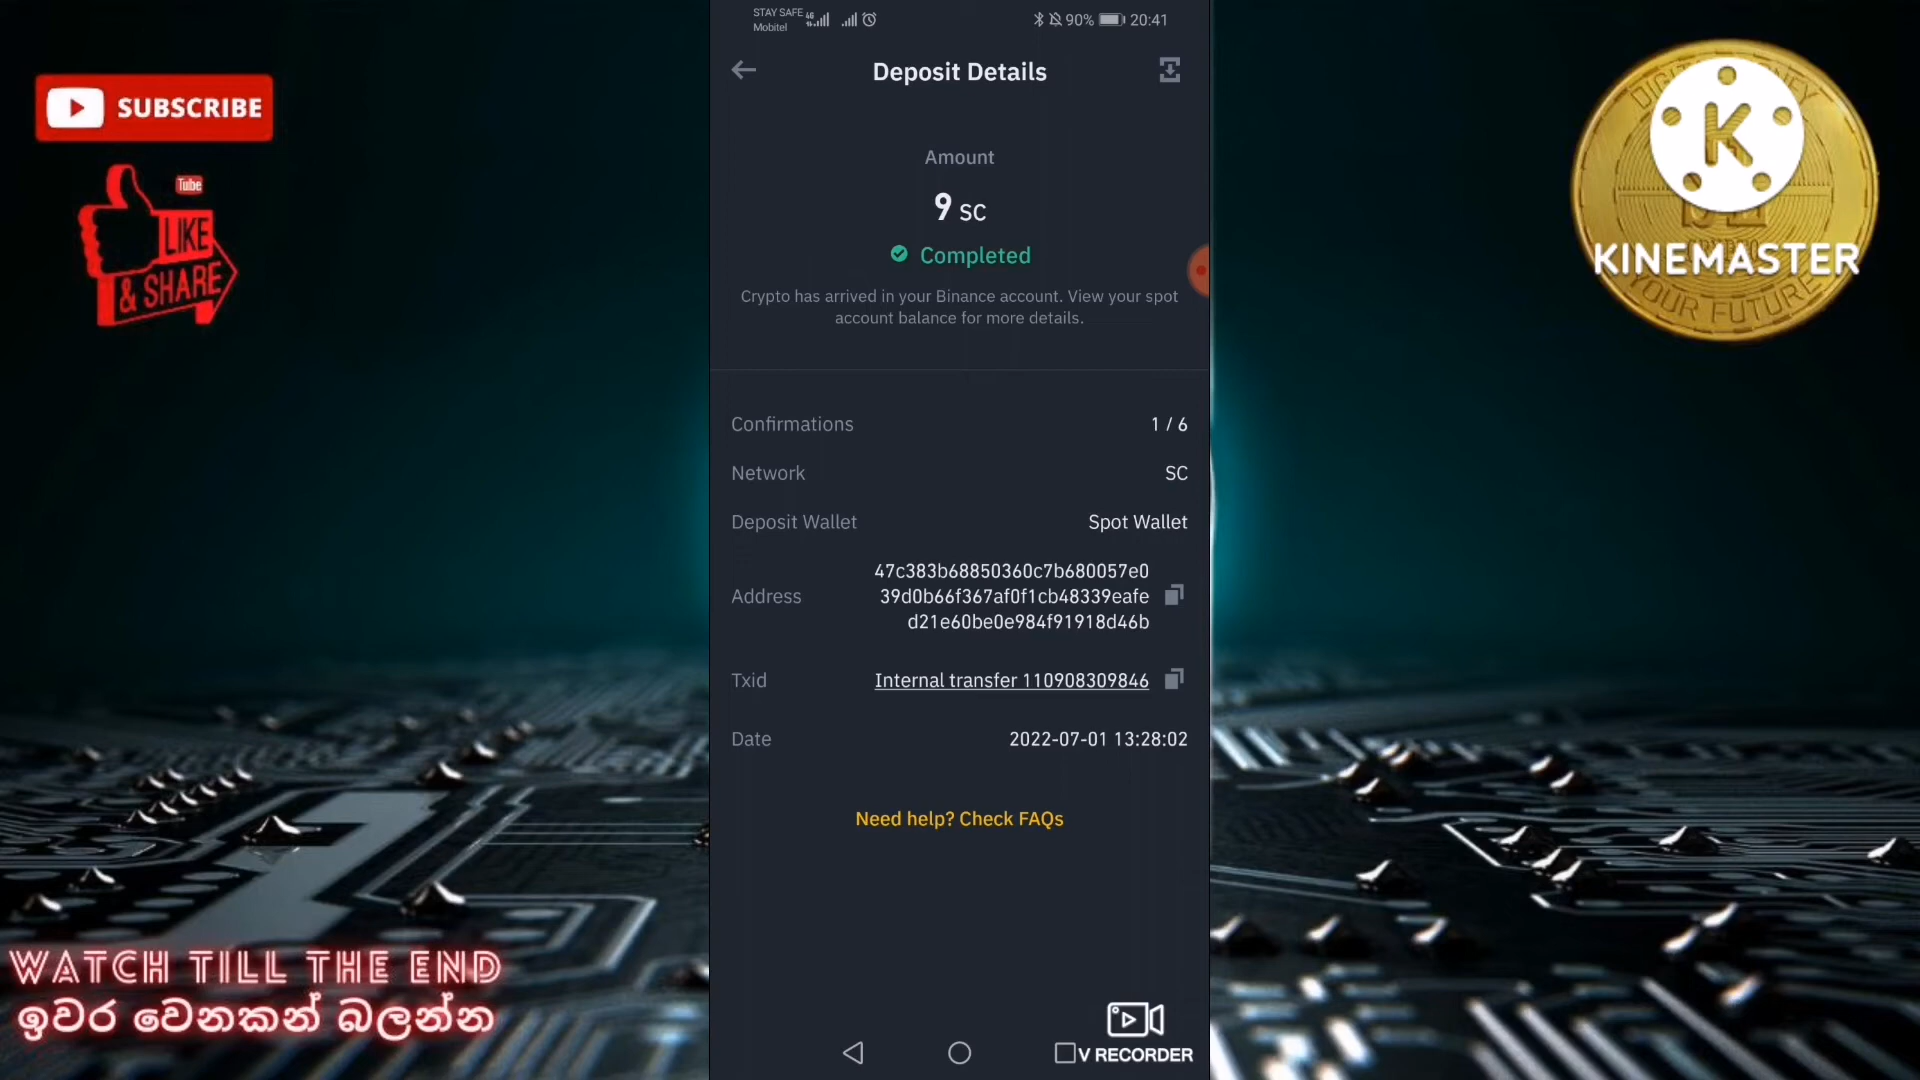 STAY SAFE
Mobitel
4G
90%
20:41
Deposit Details
SUBSCRIBE
Tube
LIKE
& SHARE
K
KINEMASTER
YOUR FUTURE
Amount
9 SC
Completed
Crypto has arrived in your Binance account. View your spot
account balance for more details.
Confirmations 1 / 6
Network SC
Deposit Wallet Spot Wallet
Address 47c383b68850360c7b680057e0
39d0b66f367af0f1cb48339eafe
d21e60be0e984f91918d46b
Txid Internal transfer 110908309846
Date 2022-07-01 13:28:02
Need help? Check FAQs
WATCH TILL THE END
ඉවර වෙනකන් බලන්න
V RECORDER